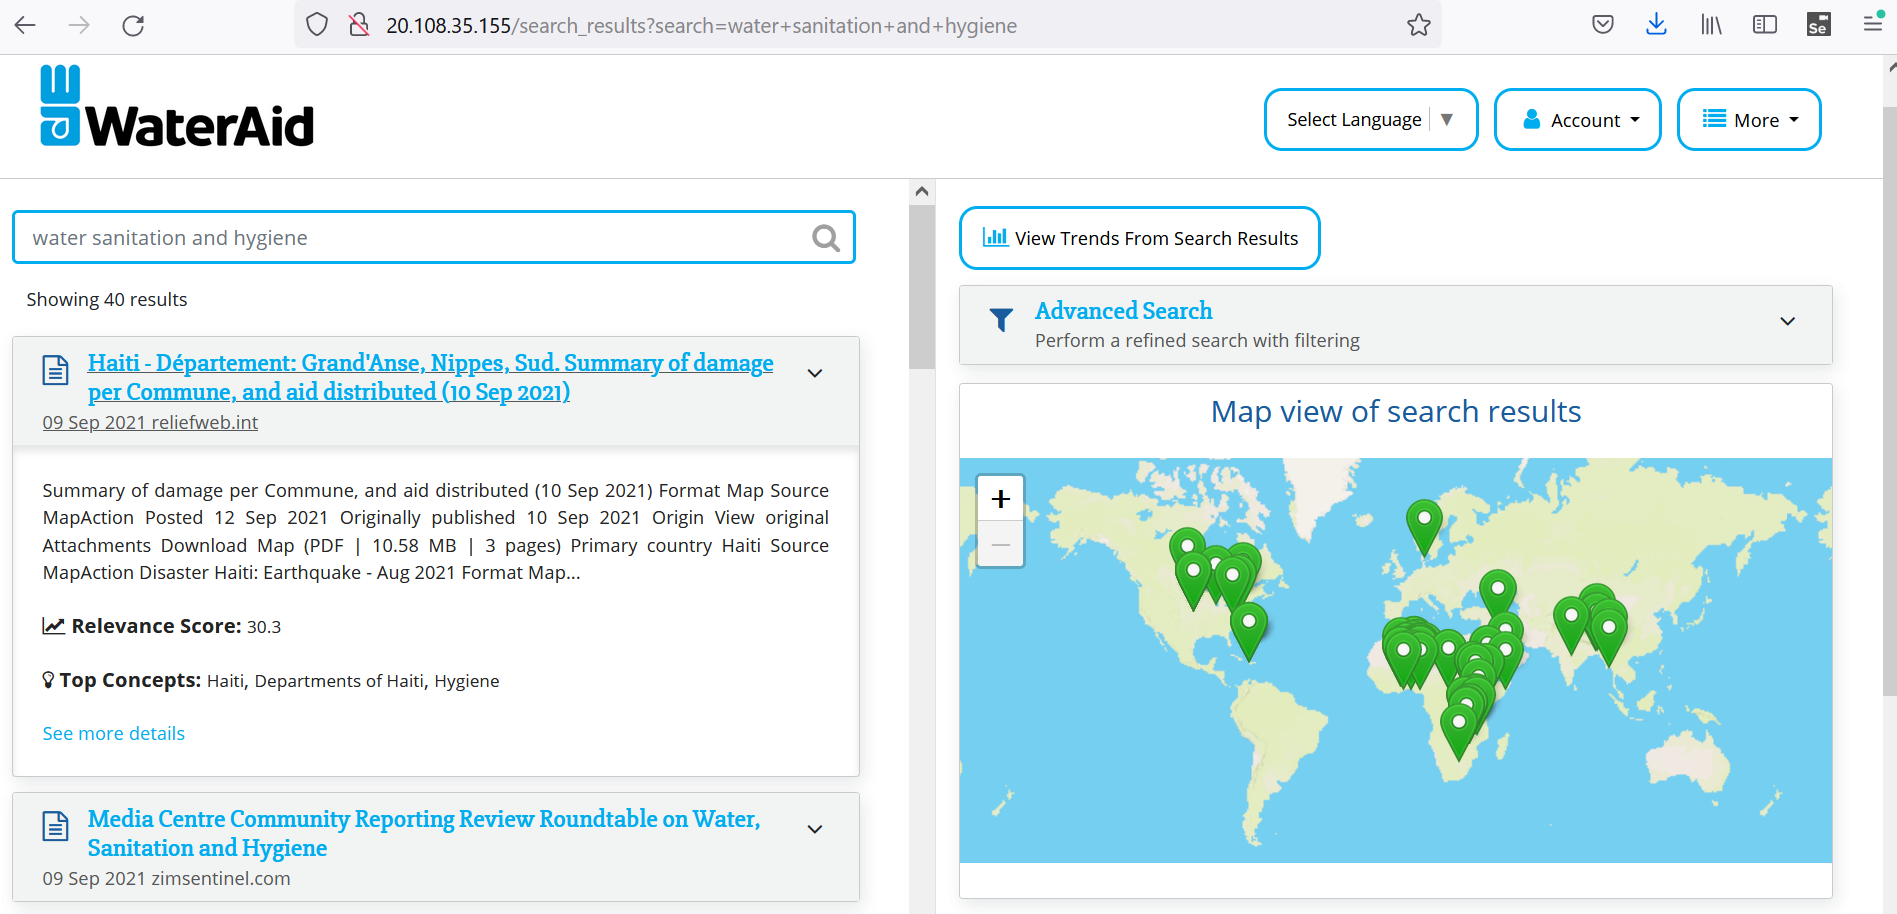 20.108.35.155/search_results?search=water+sanitation+and+hygiene
Se
WaterAid
Select Language ▼
Account
More
water sanitation and hygiene
Showing 40 results
Haiti - Département: Grand'Anse, Nippes, Sud. Summary of damage
per Commune, and aid distributed (10 Sep 2021)
09 Sep 2021 reliefweb.int
Summary of damage per Commune, and aid distributed (10 Sep 2021) Format Map Source
MapAction Posted 12 Sep 2021 Originally published 10 Sep 2021 Origin View original
Attachments Download Map (PDF | 10.58 MB | 3 pages) Primary country Haiti Source
MapAction Disaster Haiti: Earthquake - Aug 2021 Format Map...
Relevance Score: 30.3
Top Concepts: Haiti, Departments of Haiti, Hygiene
See more details
Media Centre Community Reporting Review Roundtable on Water,
Sanitation and Hygiene
09 Sep 2021 zimsentinel.com
View Trends From Search Results
Advanced Search
Perform a refined search with filtering
Map view of search results
+
−